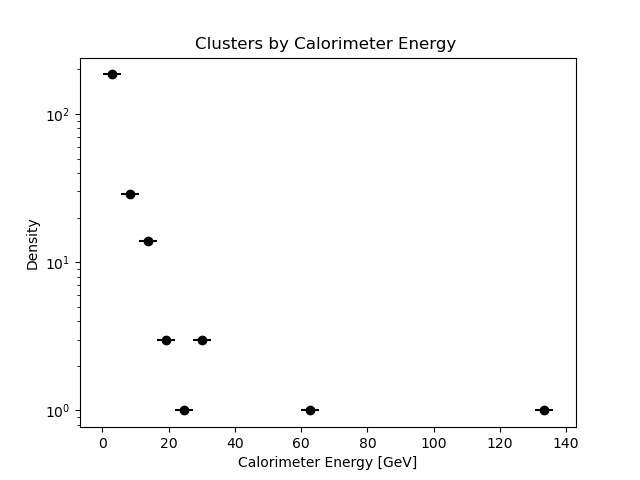 Clusters by Calorimeter Energy
Density
10²
10¹
10⁰
0 20 40 60 80 100 120 140
Calorimeter Energy [GeV]